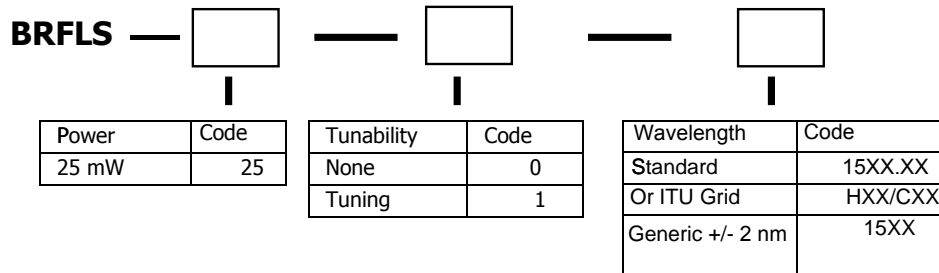 BRFLS
Power Code
25 mW 25
Tunability Code
None 0
Tuning 1
Wavelength Code
Standard 15XX.XX
Or ITU Grid HXX/CXX
Generic +/- 2 nm 15XX